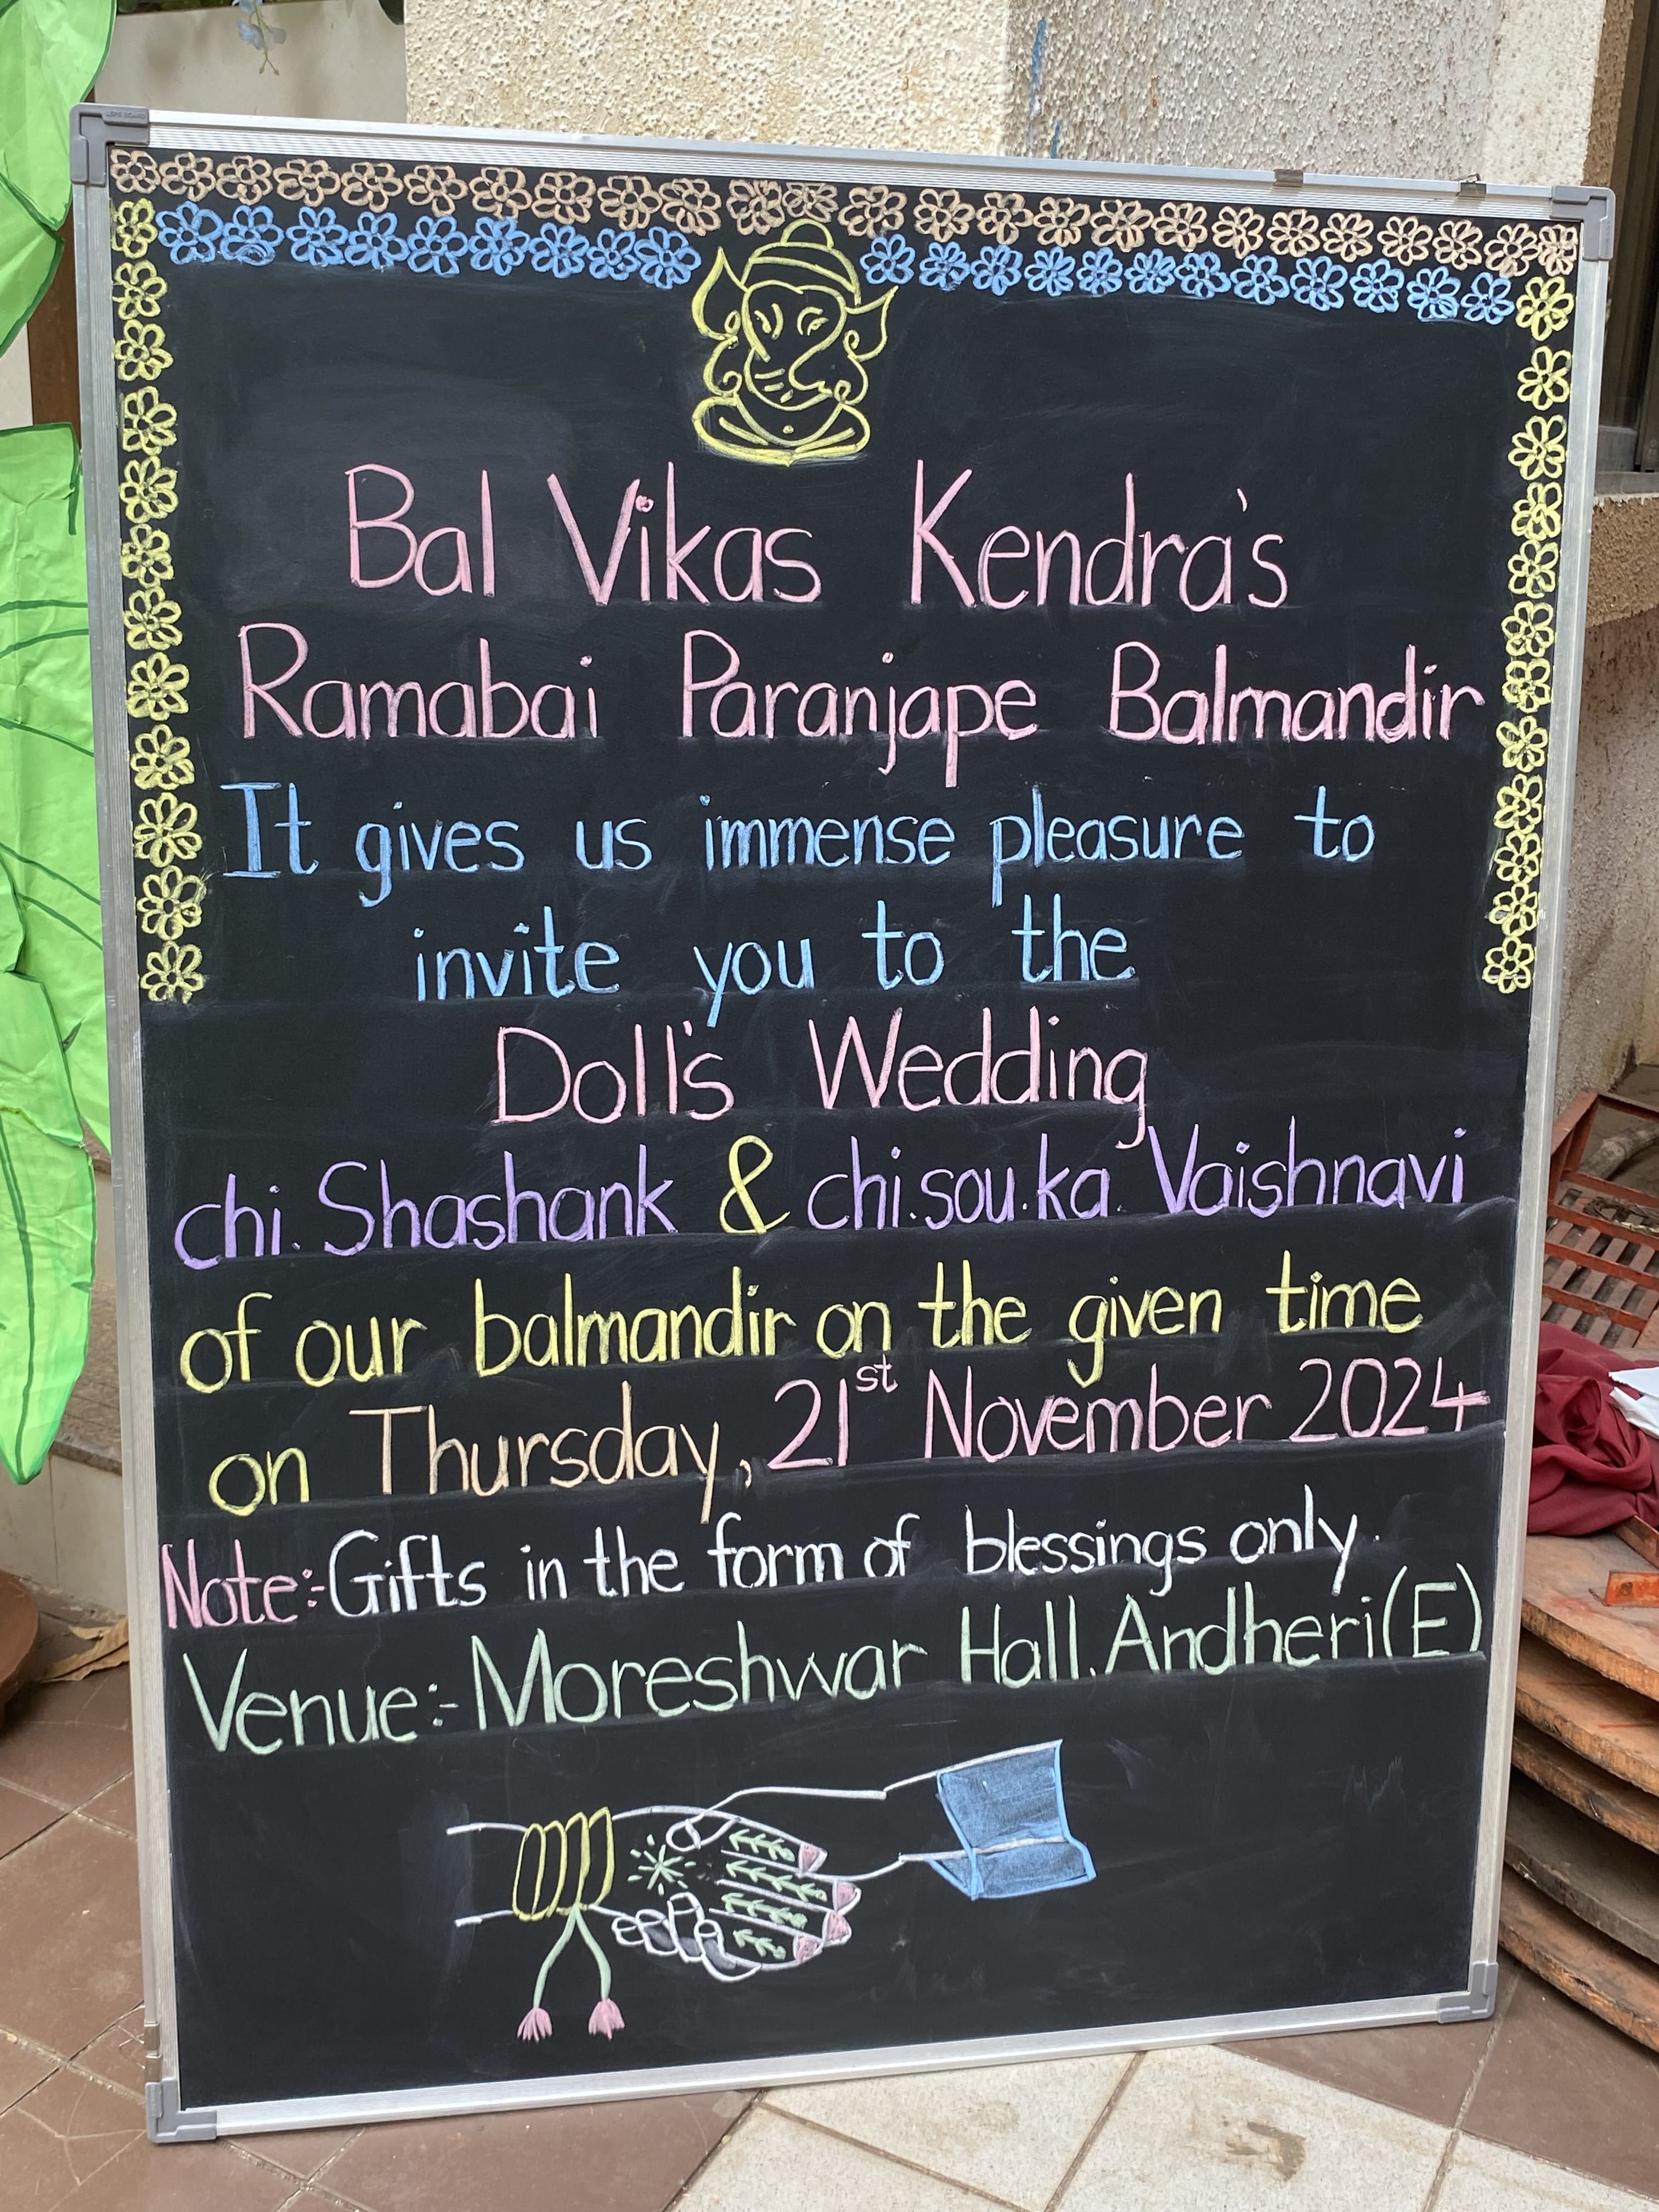 Bal Vikas Kendra's
Ramabai Paranjape Balmandir
It gives us immense pleasure to
invite you to the
Doll's Wedding
chi. Shashank & chi.sou.ka. Vaishnavi
of our balmandir on the given time
on Thursday, 21st November 2024
Note:- Gifts in the form of blessings only.
Venue:- Moreshwar Hall, Andheri (E)